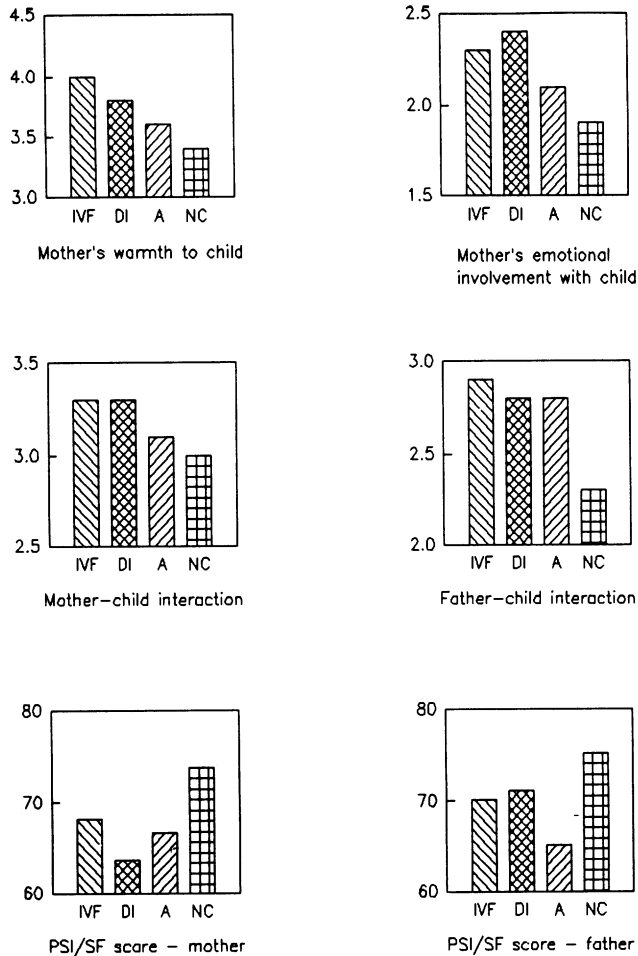 4.5
4.0
3.5
3.0
IVF DI A NC
Mother's warmth to child
2.5
2.0
1.5
IVF DI A NC
Mother's emotional
involvement with child
3.5
3.0
2.5
IVF DI A NC
Mother–child interaction
3.0
2.5
2.0
IVF DI A NC
Father–child interaction
80
70
60
IVF DI A NC
PSI/SF score – mother
80
70
60
IVF DI A NC
PSI/SF score – father